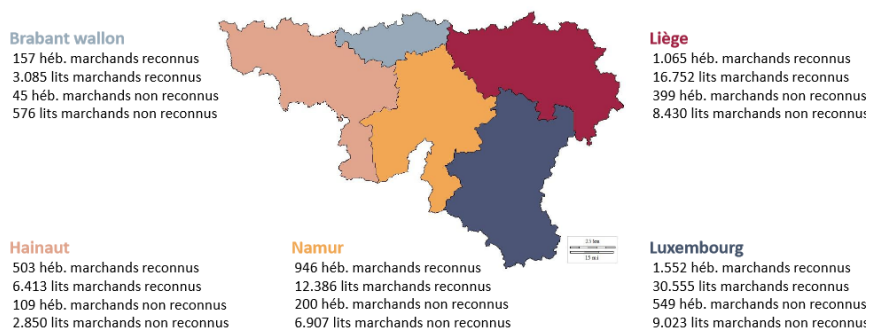 Brabant wallon
157 héb. marchands reconnus
3.085 lits marchands reconnus
45 héb. marchands non reconnus
576 lits marchands non reconnus
Liège
1.065 héb. marchands reconnus
16.752 lits marchands reconnus
399 héb. marchands non reconnus
8.430 lits marchands non reconnus
Hainaut
503 héb. marchands reconnus
6.413 lits marchands reconnus
109 héb. marchands non reconnus
2.850 lits marchands non reconnus
Namur
946 héb. marchands reconnus
12.386 lits marchands reconnus
200 héb. marchands non reconnus
6.907 lits marchands non reconnus
Luxembourg
1.552 héb. marchands reconnus
30.555 lits marchands reconnus
549 héb. marchands non reconnus
9.023 lits marchands non reconnus
15 mi